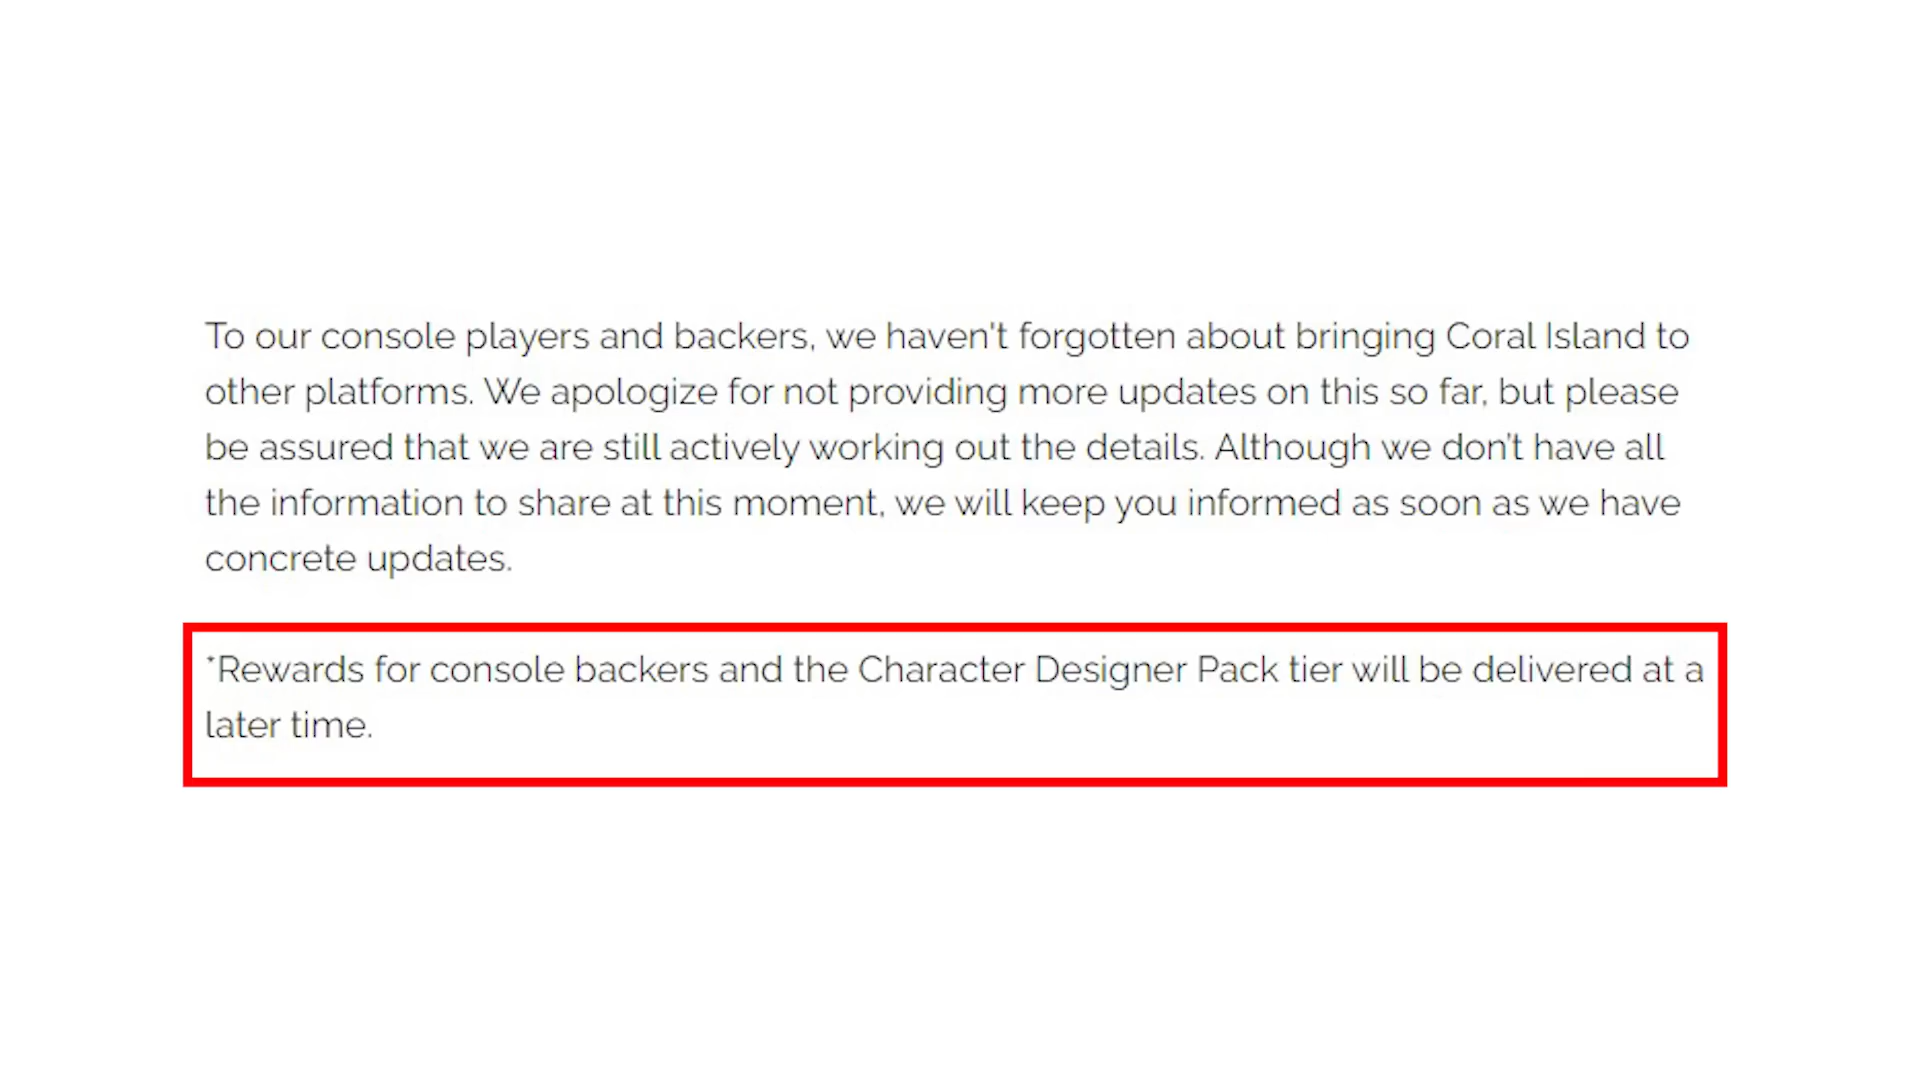 To our console players and backers, we haven't forgotten about bringing Coral Island to
other platforms. We apologize for not providing more updates on this so far, but please
be assured that we are still actively working out the details. Although we don’t have all
the information to share at this moment, we will keep you informed as soon as we have
concrete updates.
*Rewards for console backers and the Character Designer Pack tier will be delivered at a
later time.